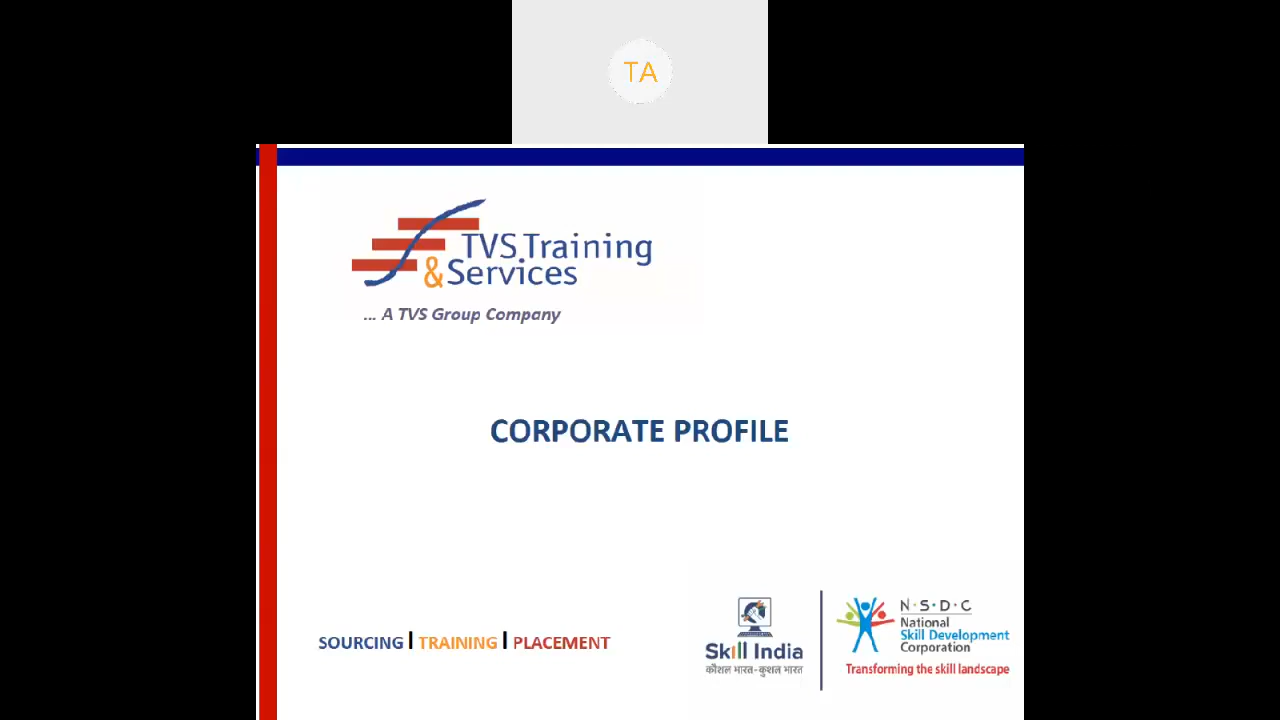 TA
TVS Training
& Services
... A TVS Group Company
CORPORATE PROFILE
SOURCING | TRAINING | PLACEMENT
Skill India
कौशल भारत-कुशल भारत
N·S·D·C
National
Skill Development
Corporation
Transforming the skill landscape